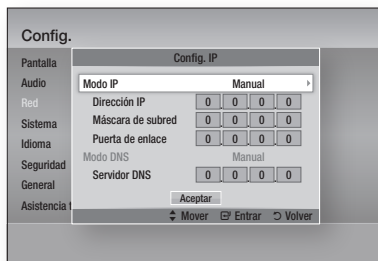 Config.
Pantalla
Audio
Red
Sistema
Idioma
Seguridad
General
Asistencia
Config. IP
Modo IP Manual
Dirección IP 0 0 0 0
Máscara de subred 0 0 0 0
Puerta de enlace 0 0 0 0
Modo DNS Manual
Servidor DNS 0 0 0 0
Aceptar
Mover Entrar Volver